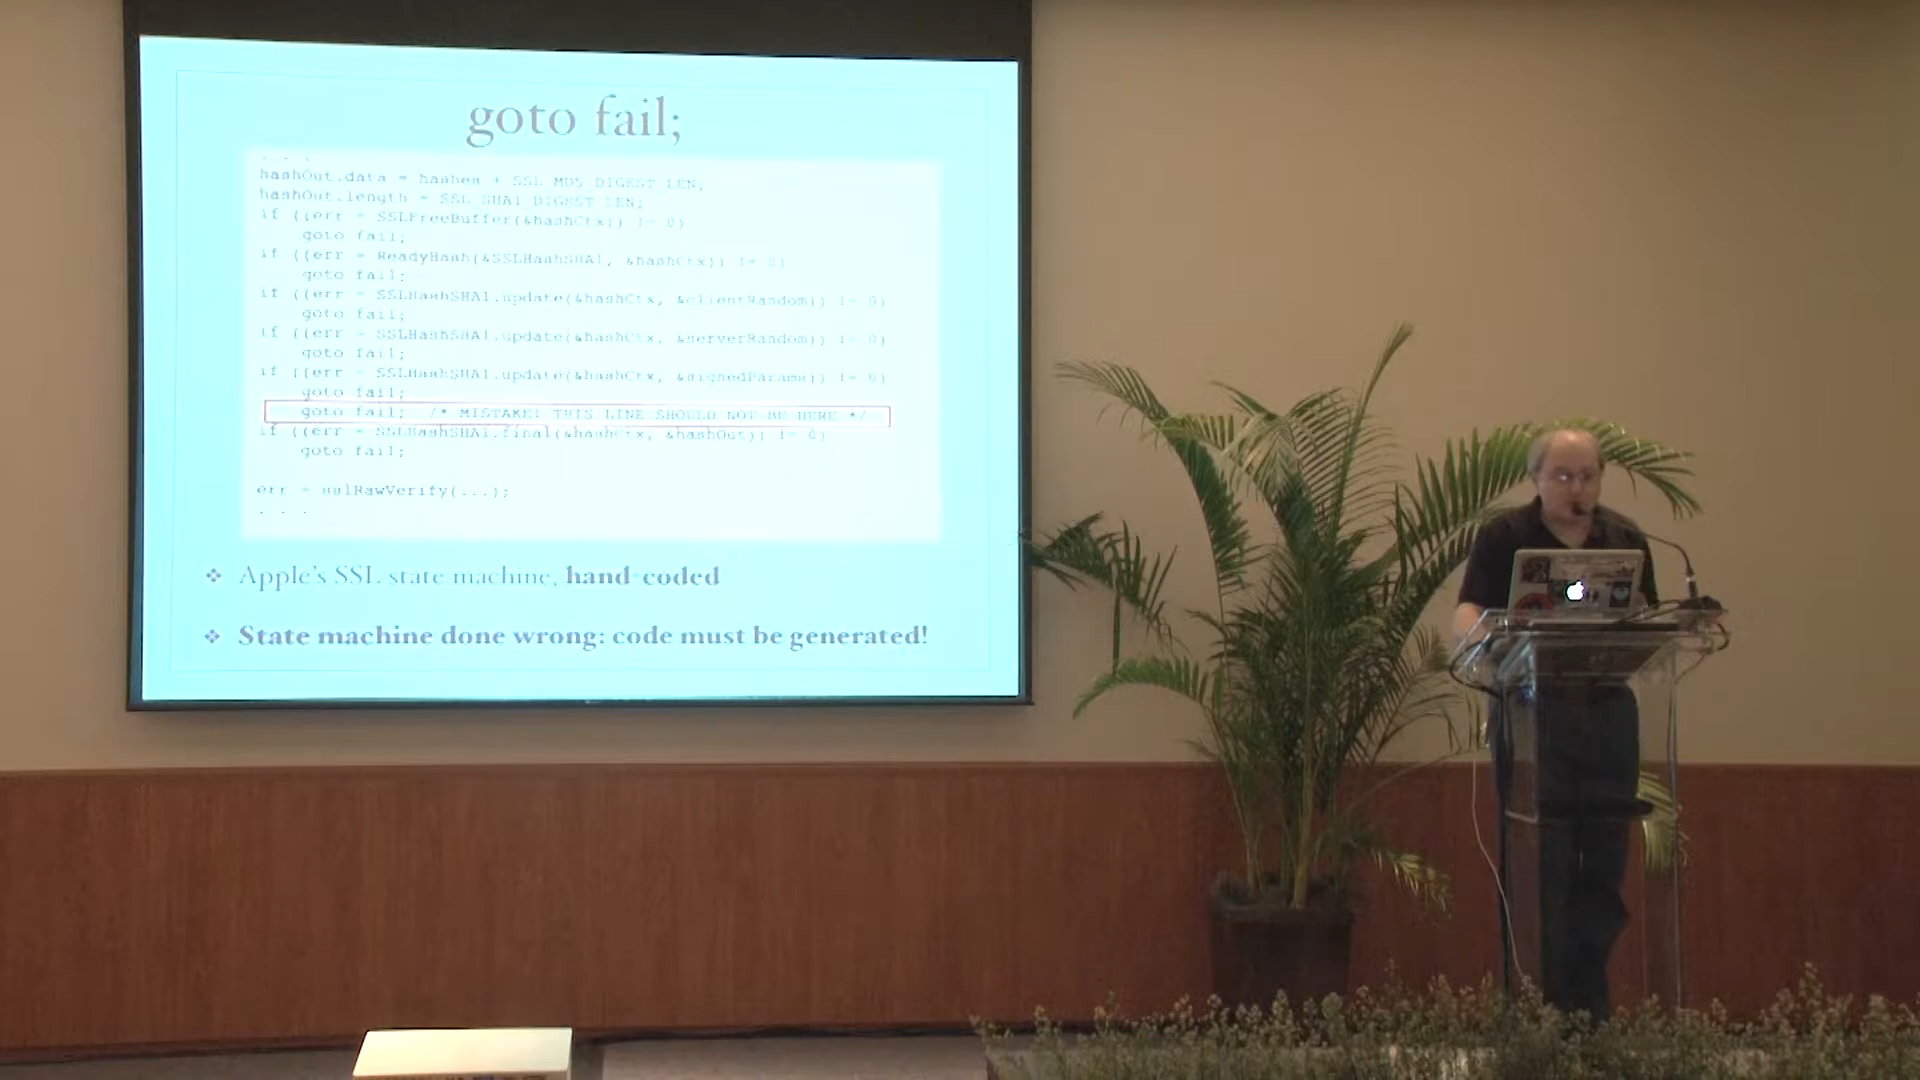 goto fail;
. . .
hashOut.data = hashes + SSL_MD5_DIGEST_LEN;
hashOut.length = SSL_SHA1_DIGEST_LEN;
if ((err = SSLFreeBuffer(&hashCtx)) != 0)
goto fail;
if ((err = ReadyHash(&SSLHashSHA1, &hashCtx)) != 0)
goto fail;
if ((err = SSLHashSHA1.update(&hashCtx, &clientRandom)) != 0)
goto fail;
if ((err = SSLHashSHA1.update(&hashCtx, &serverRandom)) != 0)
goto fail;
if ((err = SSLHashSHA1.update(&hashCtx, &signedParams)) != 0)
goto fail;
goto fail; /* MISTAKE! THIS LINE SHOULD NOT BE HERE */
if ((err = SSLHashSHA1.final(&hashCtx, &hashOut)) != 0)
goto fail;
err = sslRawVerify(...);
. . .
❖ Apple's SSL state machine, hand-coded
❖ State machine done wrong: code must be generated!